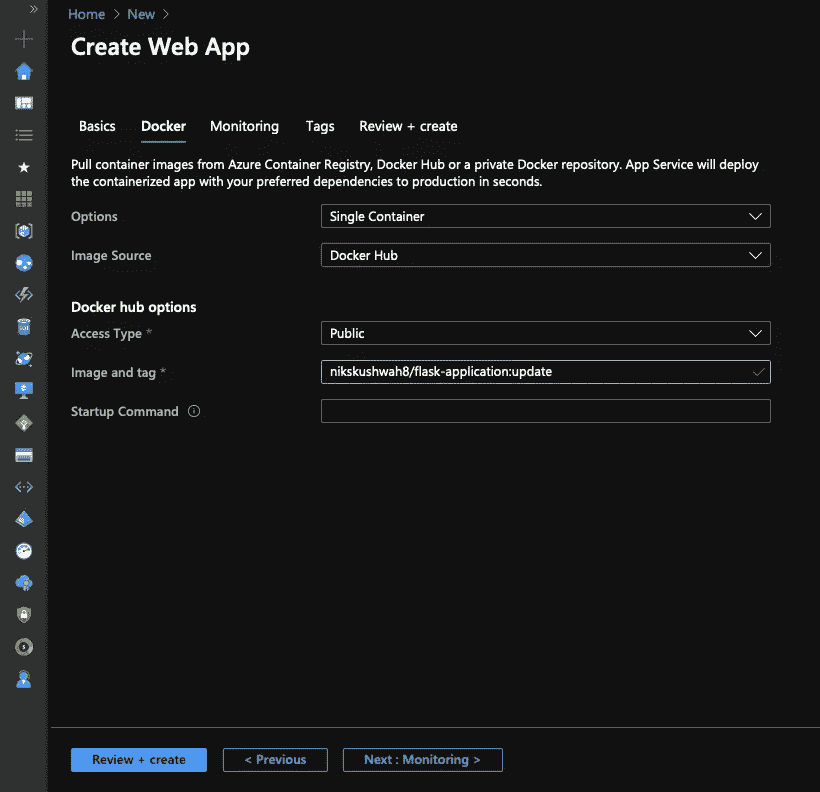 Home > New >
Create Web App
Basics Docker Monitoring Tags Review + create
Pull container images from Azure Container Registry, Docker Hub or a private Docker repository. App Service will deploy
the containerized app with your preferred dependencies to production in seconds.
Options Single Container
Image Source Docker Hub
Docker hub options
Access Type * Public
Image and tag * nikskushwah8/flask-application:update
Startup Command
Review + create < Previous Next : Monitoring >